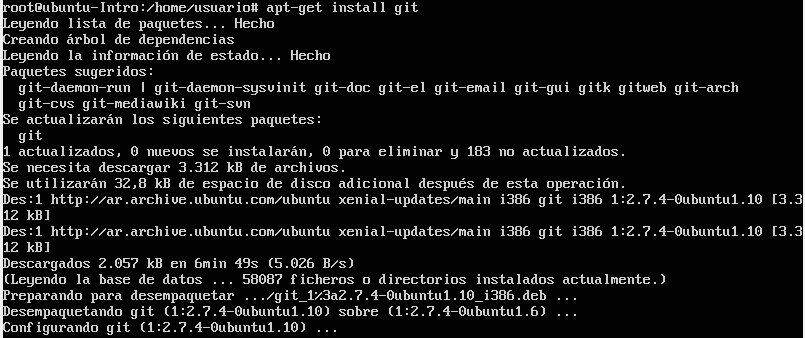 root@ubuntu-Intro:/home/usuario# apt-get install git
Leyendo lista de paquetes... Hecho
Creando árbol de dependencias
Leyendo la información de estado... Hecho
Paquetes sugeridos:
  git-daemon-run | git-daemon-sysvinit git-doc git-el git-email git-gui gitk gitweb git-arch
  git-cvs git-mediawiki git-svn
Se actualizarán los siguientes paquetes:
  git
1 actualizados, 0 nuevos se instalarán, 0 para eliminar y 183 no actualizados.
Se necesita descargar 3.312 kB de archivos.
Se utilizarán 32,8 kB de espacio de disco adicional después de esta operación.
Des:1 http://ar.archive.ubuntu.com/ubuntu xenial-updates/main i386 git i386 1:2.7.4-0ubuntu1.10 [3.3
12 kB]
Des:1 http://ar.archive.ubuntu.com/ubuntu xenial-updates/main i386 git i386 1:2.7.4-0ubuntu1.10 [3.3
12 kB]
Descargados 2.057 kB en 6min 49s (5.026 B/s)
(Leyendo la base de datos ... 58087 ficheros o directorios instalados actualmente.)
Preparando para desempaquetar .../git_1%3a2.7.4-0ubuntu1.10_i386.deb ...
Desempaquetando git (1:2.7.4-0ubuntu1.10) sobre (1:2.7.4-0ubuntu1.6) ...
Configurando git (1:2.7.4-0ubuntu1.10) ...